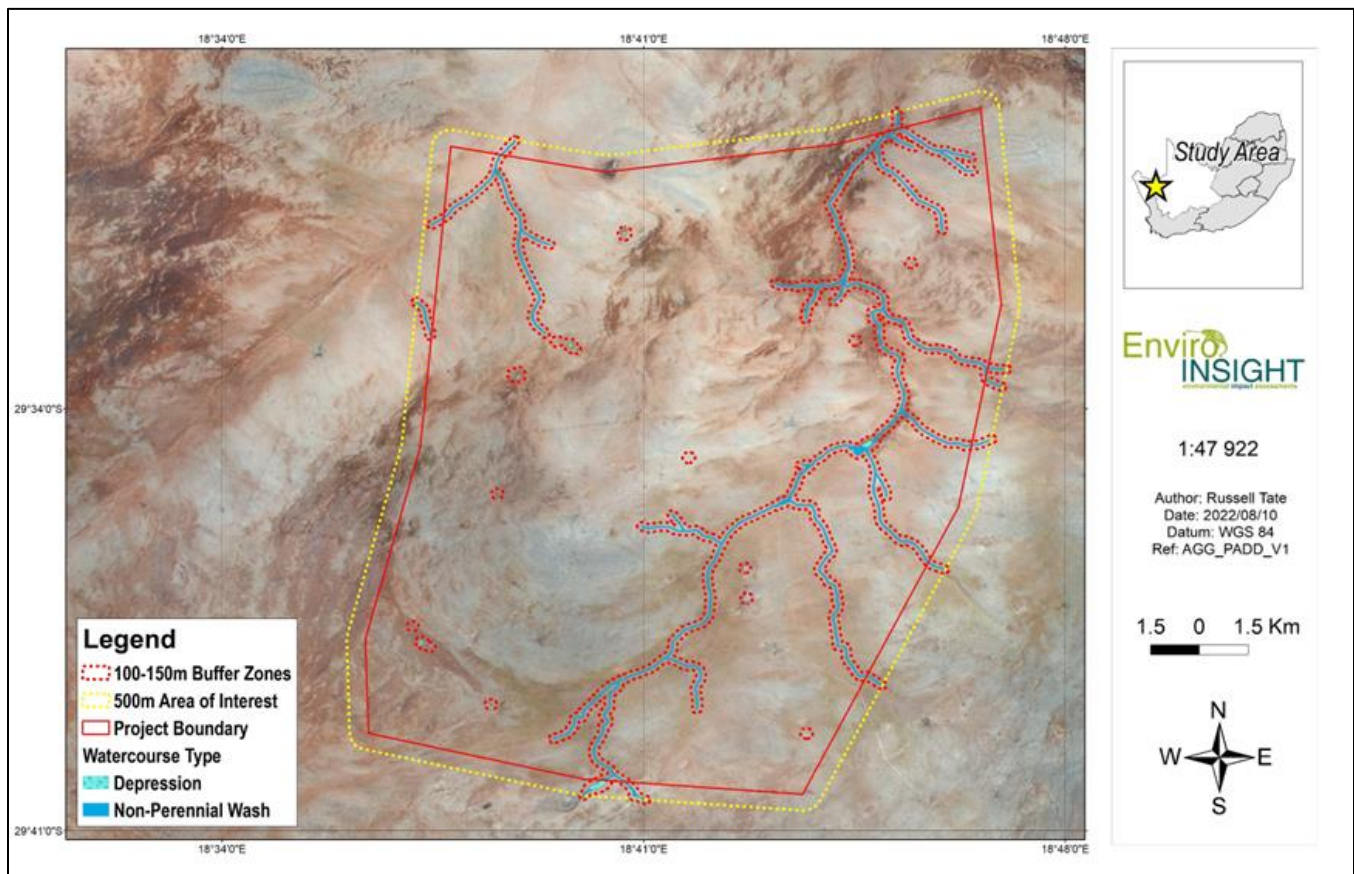 18°34'0"E
18°41'0"E
18°48'0"E
29°34'0"S
29°41'0"S
18°34'0"E
18°41'0"E
18°48'0"E
Legend
100-150m Buffer Zones
500m Area of Interest
Project Boundary
Watercourse Type
Depression
Non-Perennial Wash
Study Area
Enviro
INSIGHT
environmental impact assessments
1:47 922
Author: Russell Tate
Date: 2022/08/10
Datum: WGS 84
Ref: AGG_PADD_V1
1.5 0 1.5 Km
N
W E
S